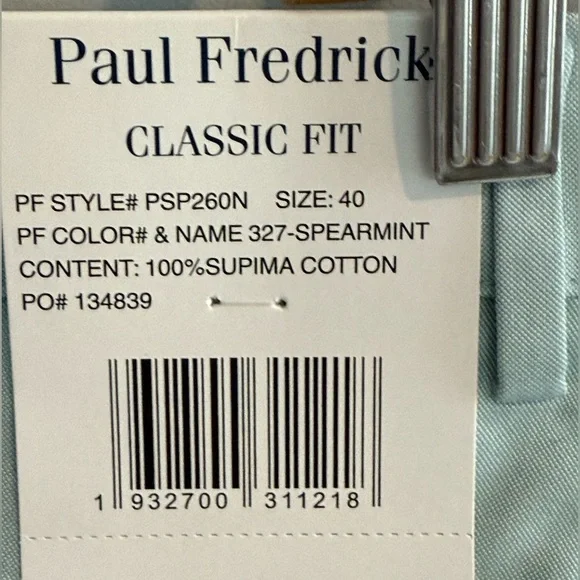 Paul Fredrick
CLASSIC FIT
PF STYLE# PSP260N SIZE: 40
PF COLOR# & NAME 327-SPEARMINT
CONTENT: 100%SUPIMA COTTON
PO# 134839
1 932700 311218